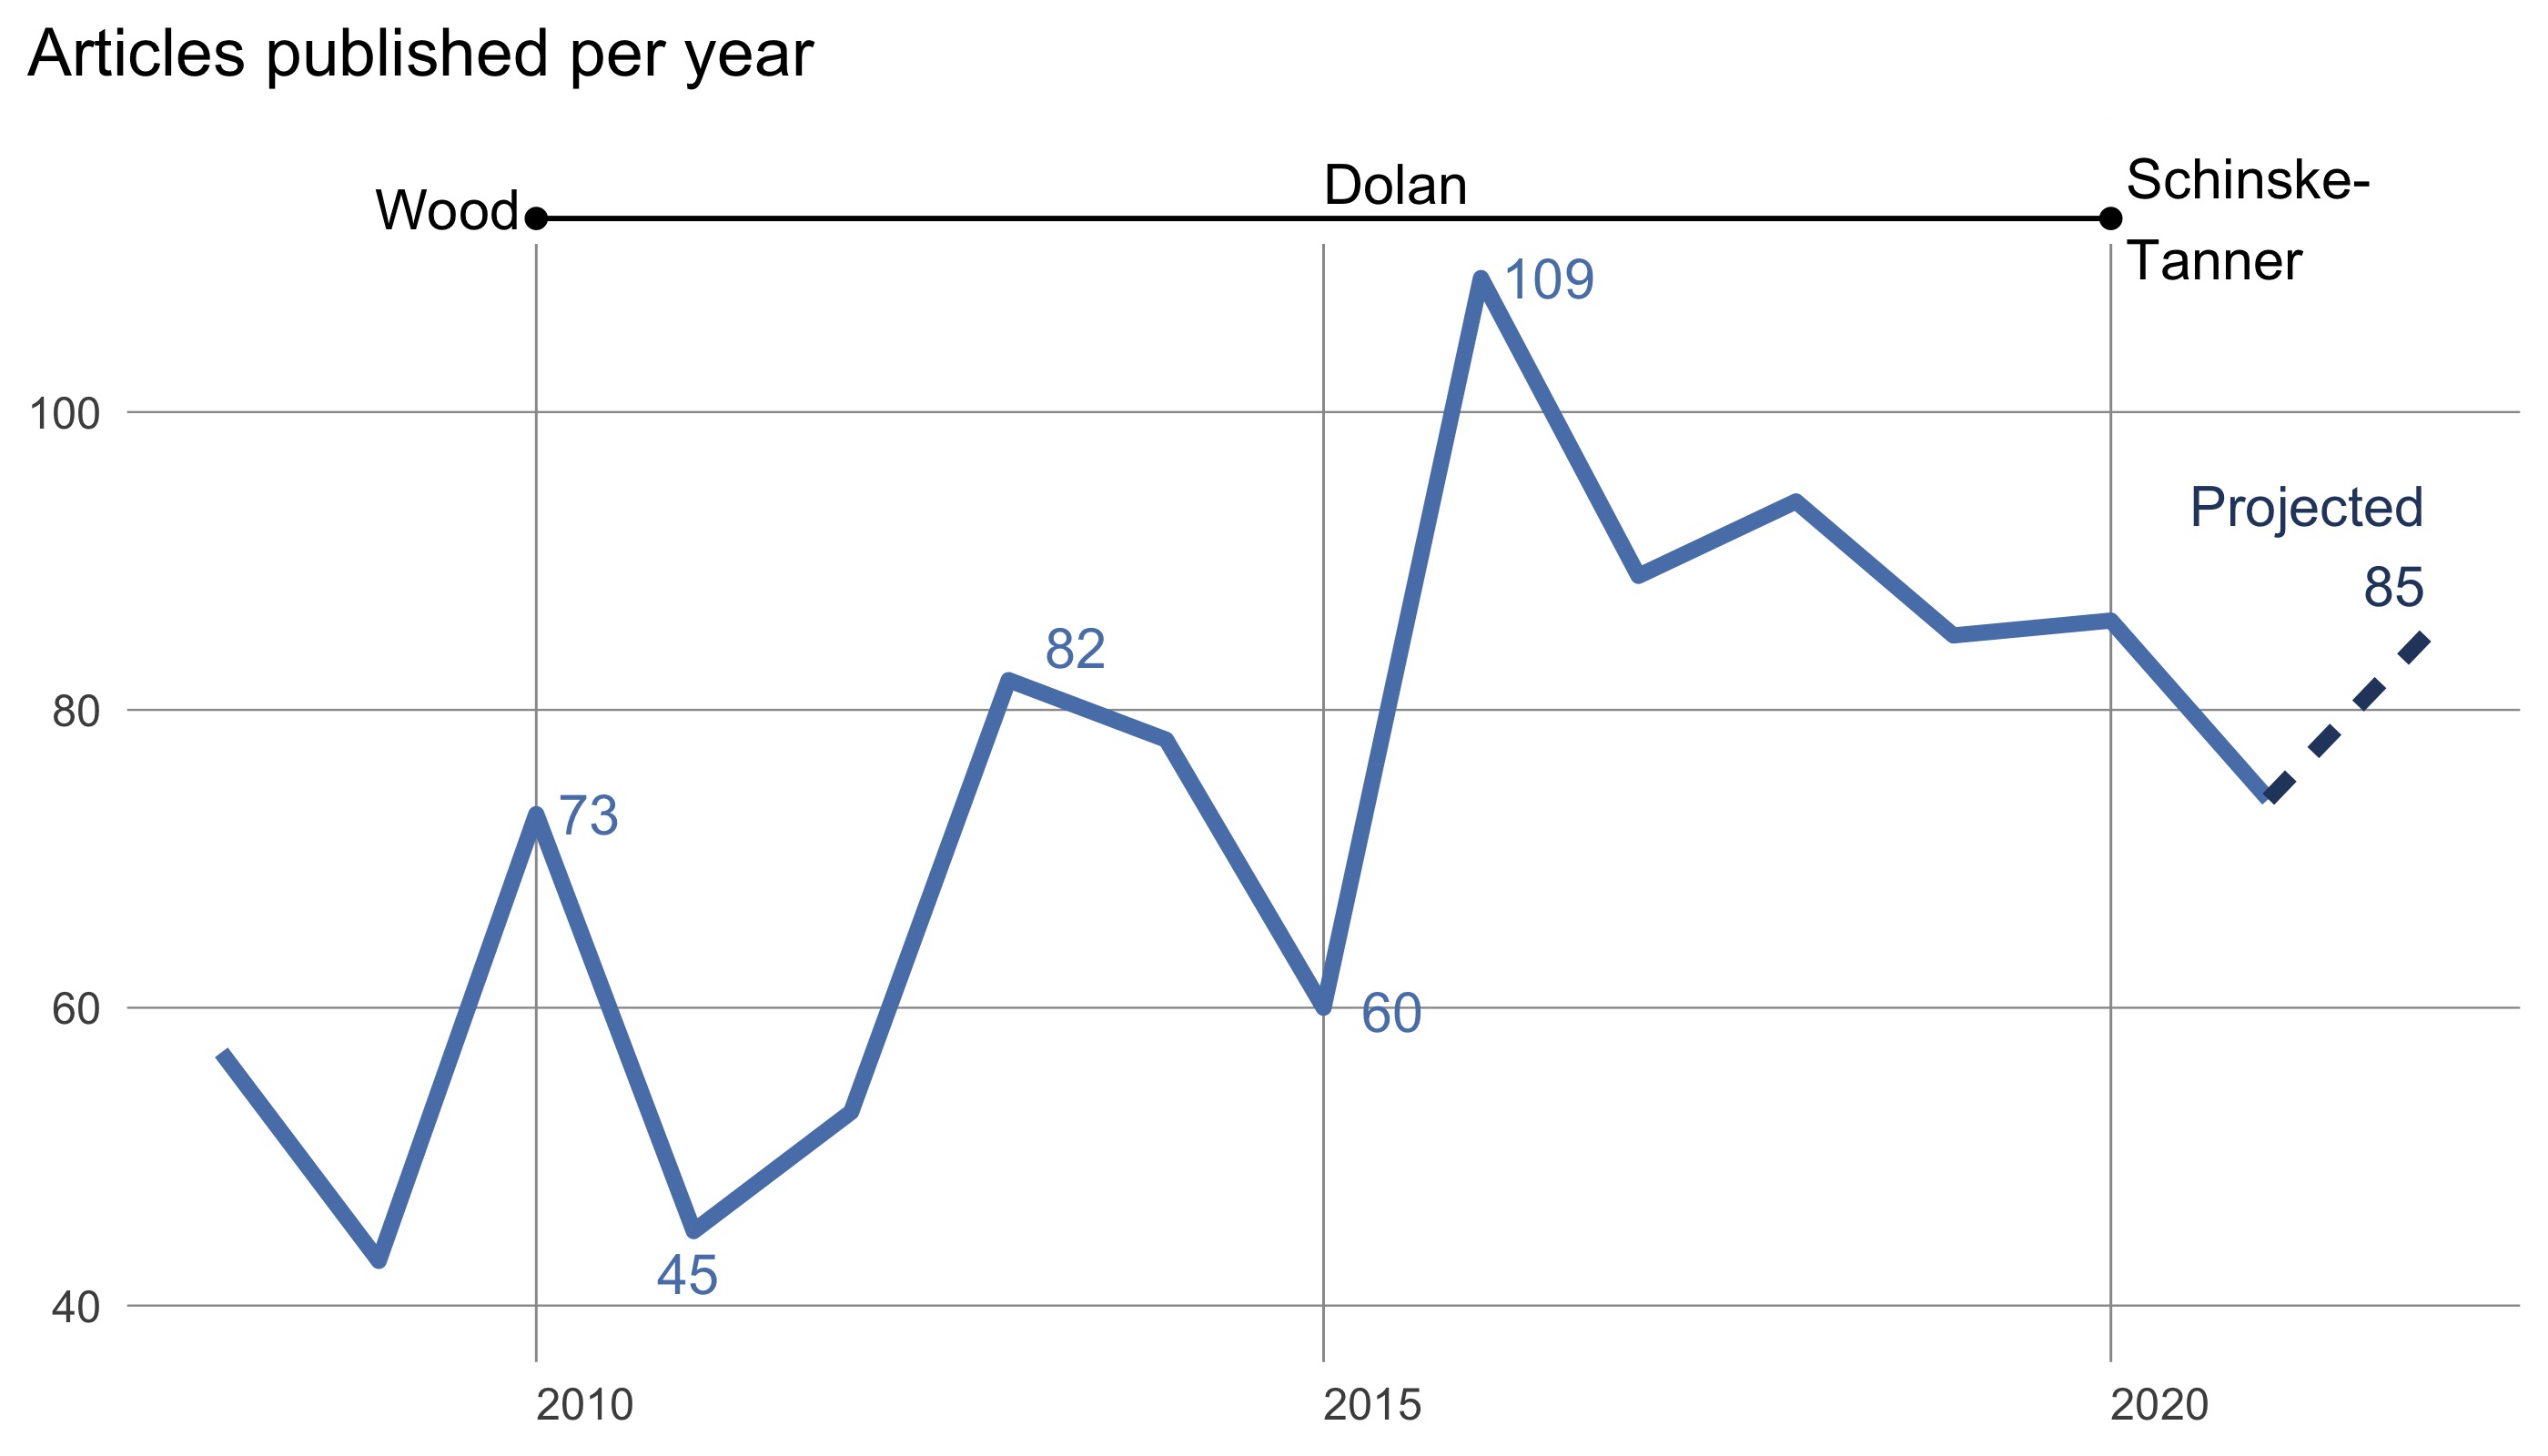 Articles published per year
Wood
Dolan
Schinske-
Tanner
109
100
Projected
85
82
80
73
60
60
45
40
2010
2015
2020